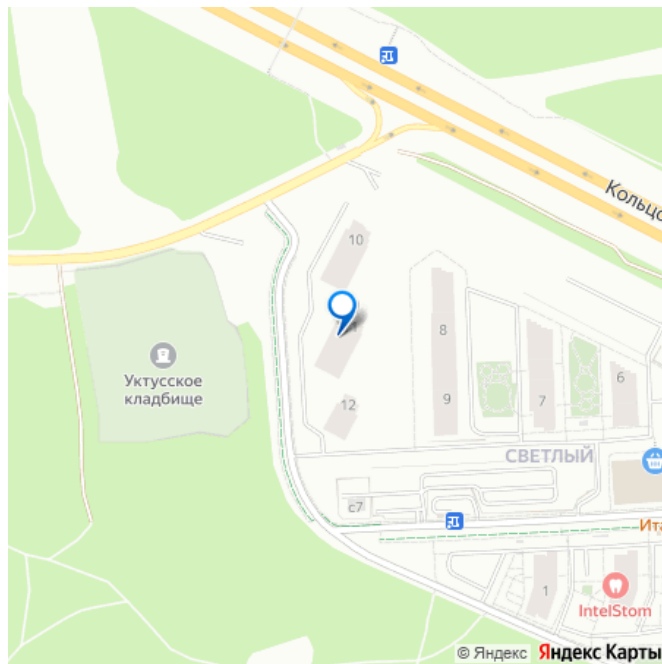 Кольцо
10
8
Уктусское
кладбище
6
12
9
7
СВЕТЛЫЙ
с7
Ита
1
IntelStom
© Яндекс Яндекс Карты